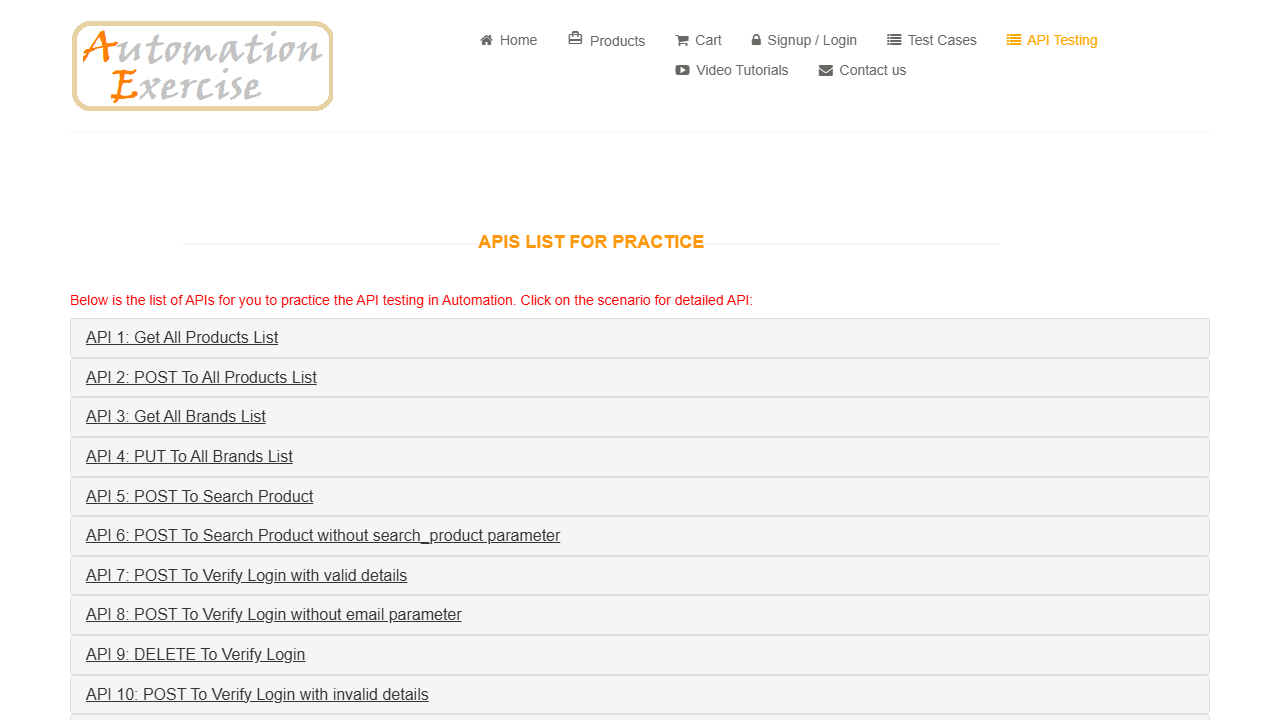 Automation
Exercise
Home
Products
Cart
Signup / Login
Test Cases
API Testing
Video Tutorials
Contact us
APIS LIST FOR PRACTICE
Below is the list of APIs for you to practice the API testing in Automation. Click on the scenario for detailed API:
API 1: Get All Products List
API 2: POST To All Products List
API 3: Get All Brands List
API 4: PUT To All Brands List
API 5: POST To Search Product
API 6: POST To Search Product without search_product parameter
API 7: POST To Verify Login with valid details
API 8: POST To Verify Login without email parameter
API 9: DELETE To Verify Login
API 10: POST To Verify Login with invalid details